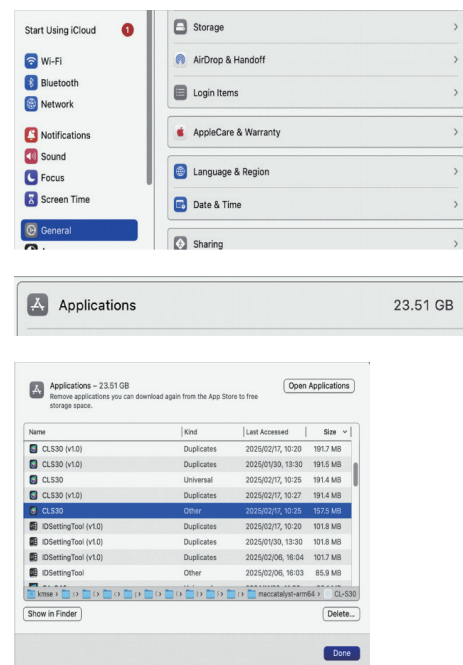 Start Using iCloud 1
Wi-Fi
Bluetooth
Network
Notifications
Sound
Focus
Screen Time
General
Storage
AirDrop & Handoff
Login Items
AppleCare & Warranty
Language & Region
Date & Time
Sharing
Applications 23.51 GB
Applications – 23.51 GB
Remove applications you can download again from the App Store to free
storage space.
Open Applications
Name Kind Last Accessed Size
CLS30 (v1.0) Duplicates 2025/02/17, 10:20 191.7 MB
CLS30 (v1.0) Duplicates 2025/01/30, 13:30 191.5 MB
CLS30 Universal 2025/02/17, 10:25 191.4 MB
CLS30 (v1.0) Duplicates 2025/02/17, 10:27 191.4 MB
CLS30 Other 2025/02/17, 10:25 157.5 MB
IDSettingTool (v1.0) Duplicates 2025/02/17, 10:20 101.8 MB
IDSettingTool (v1.0) Duplicates 2025/01/30, 13:30 101.8 MB
IDSettingTool (v1.0) Duplicates 2025/02/06, 16:04 101.7 MB
IDSettingTool Other 2025/02/06, 16:03 85.9 MB
kmse maccatalyst-arm64 CL-S30
Show in Finder Delete...
Done